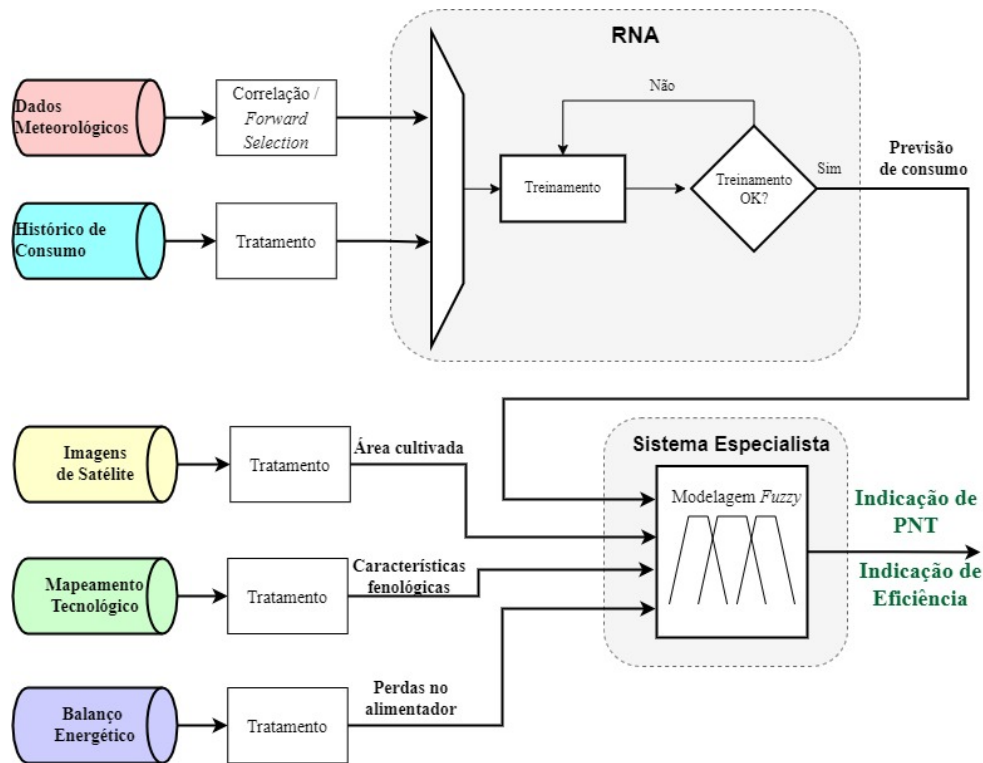 RNA
Dados
Meteorológicos
Correlação /
Forward
Selection
Não
Treinamento
Treinamento
OK?
Sim
Previsão
de consumo
Histórico de
Consumo
Tratamento
Imagens
de Satélite
Tratamento
Área cultivada
Sistema Especialista
Modelagem Fuzzy
Indicação de
PNT
Indicação de
Eficiência
Mapeamento
Tecnológico
Tratamento
Características
fenológicas
Balanço
Energético
Tratamento
Perdas no
alimentador